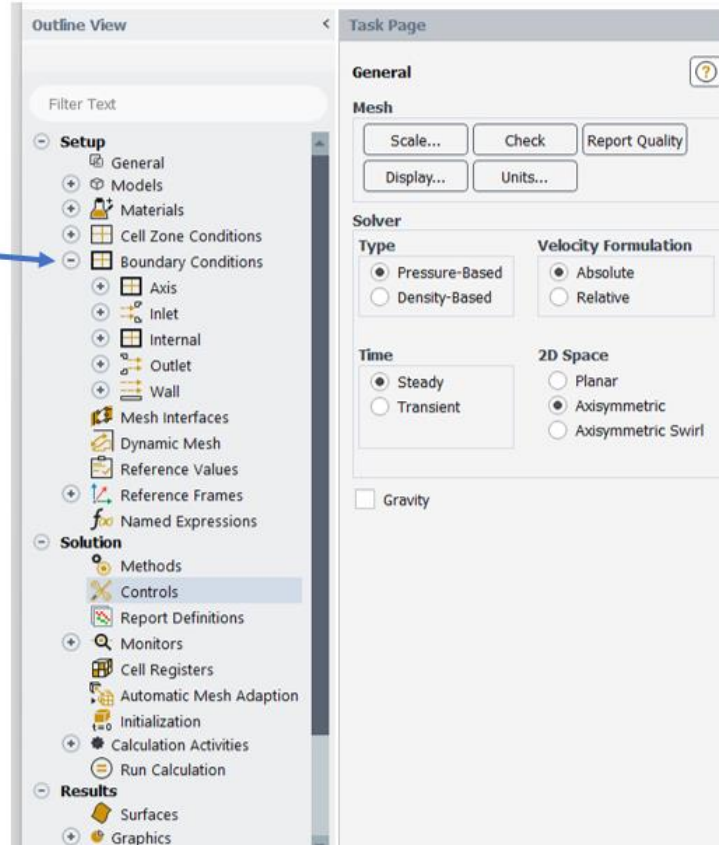 Outline View
Filter Text
Setup
General
Models
Materials
Cell Zone Conditions
Boundary Conditions
Axis
Inlet
Internal
Outlet
Wall
Mesh Interfaces
Dynamic Mesh
Reference Values
Reference Frames
f(x) Named Expressions
Solution
Methods
Controls
Report Definitions
Monitors
Cell Registers
Automatic Mesh Adaption
t=0 Initialization
Calculation Activities
Run Calculation
Results
Surfaces
Graphics
Task Page
General ?
Mesh
Scale... Check Report Quality
Display... Units...
Solver
Type Velocity Formulation
Pressure-Based Absolute
Density-Based Relative
Time 2D Space
Steady Planar
Transient Axisymmetric
Axisymmetric Swirl
Gravity